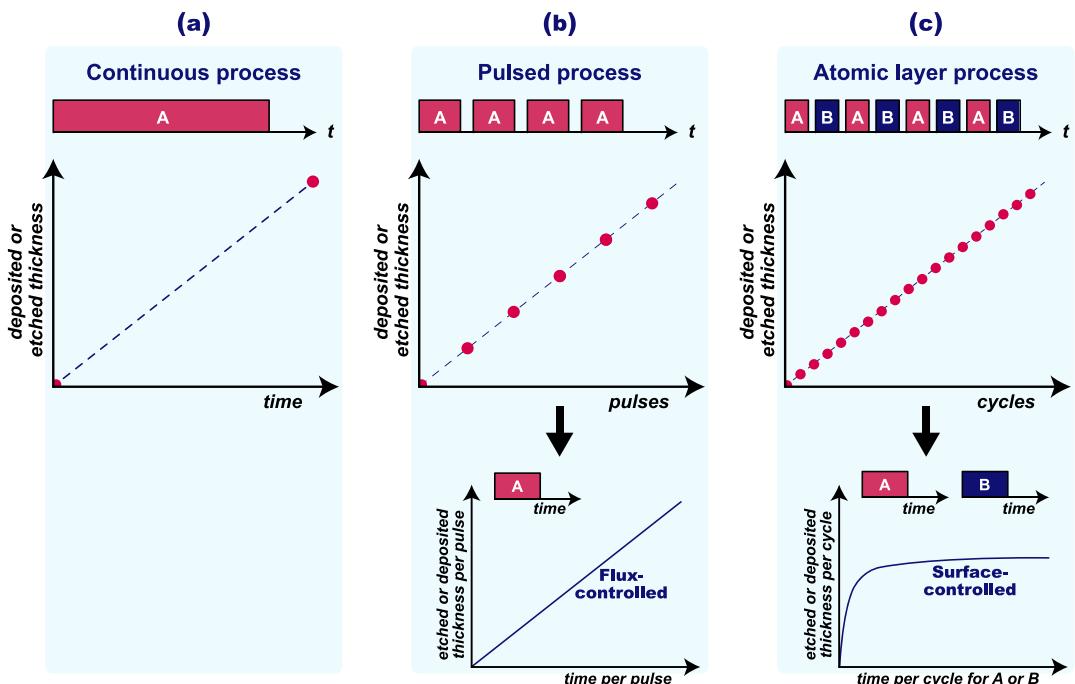 (a)
Continuous process
A
t
deposited or
etched thickness
time
(b)
Pulsed process
A A A A
t
deposited or
etched thickness
pulses
A
time
etched or deposited
thickness per pulse
Flux-
controlled
time per pulse
(c)
Atomic layer process
A B A B A B A B
t
deposited or
etched thickness
cycles
A
time
B
time
etched or deposited
thickness per cycle
Surface-
controlled
time per cycle for A or B